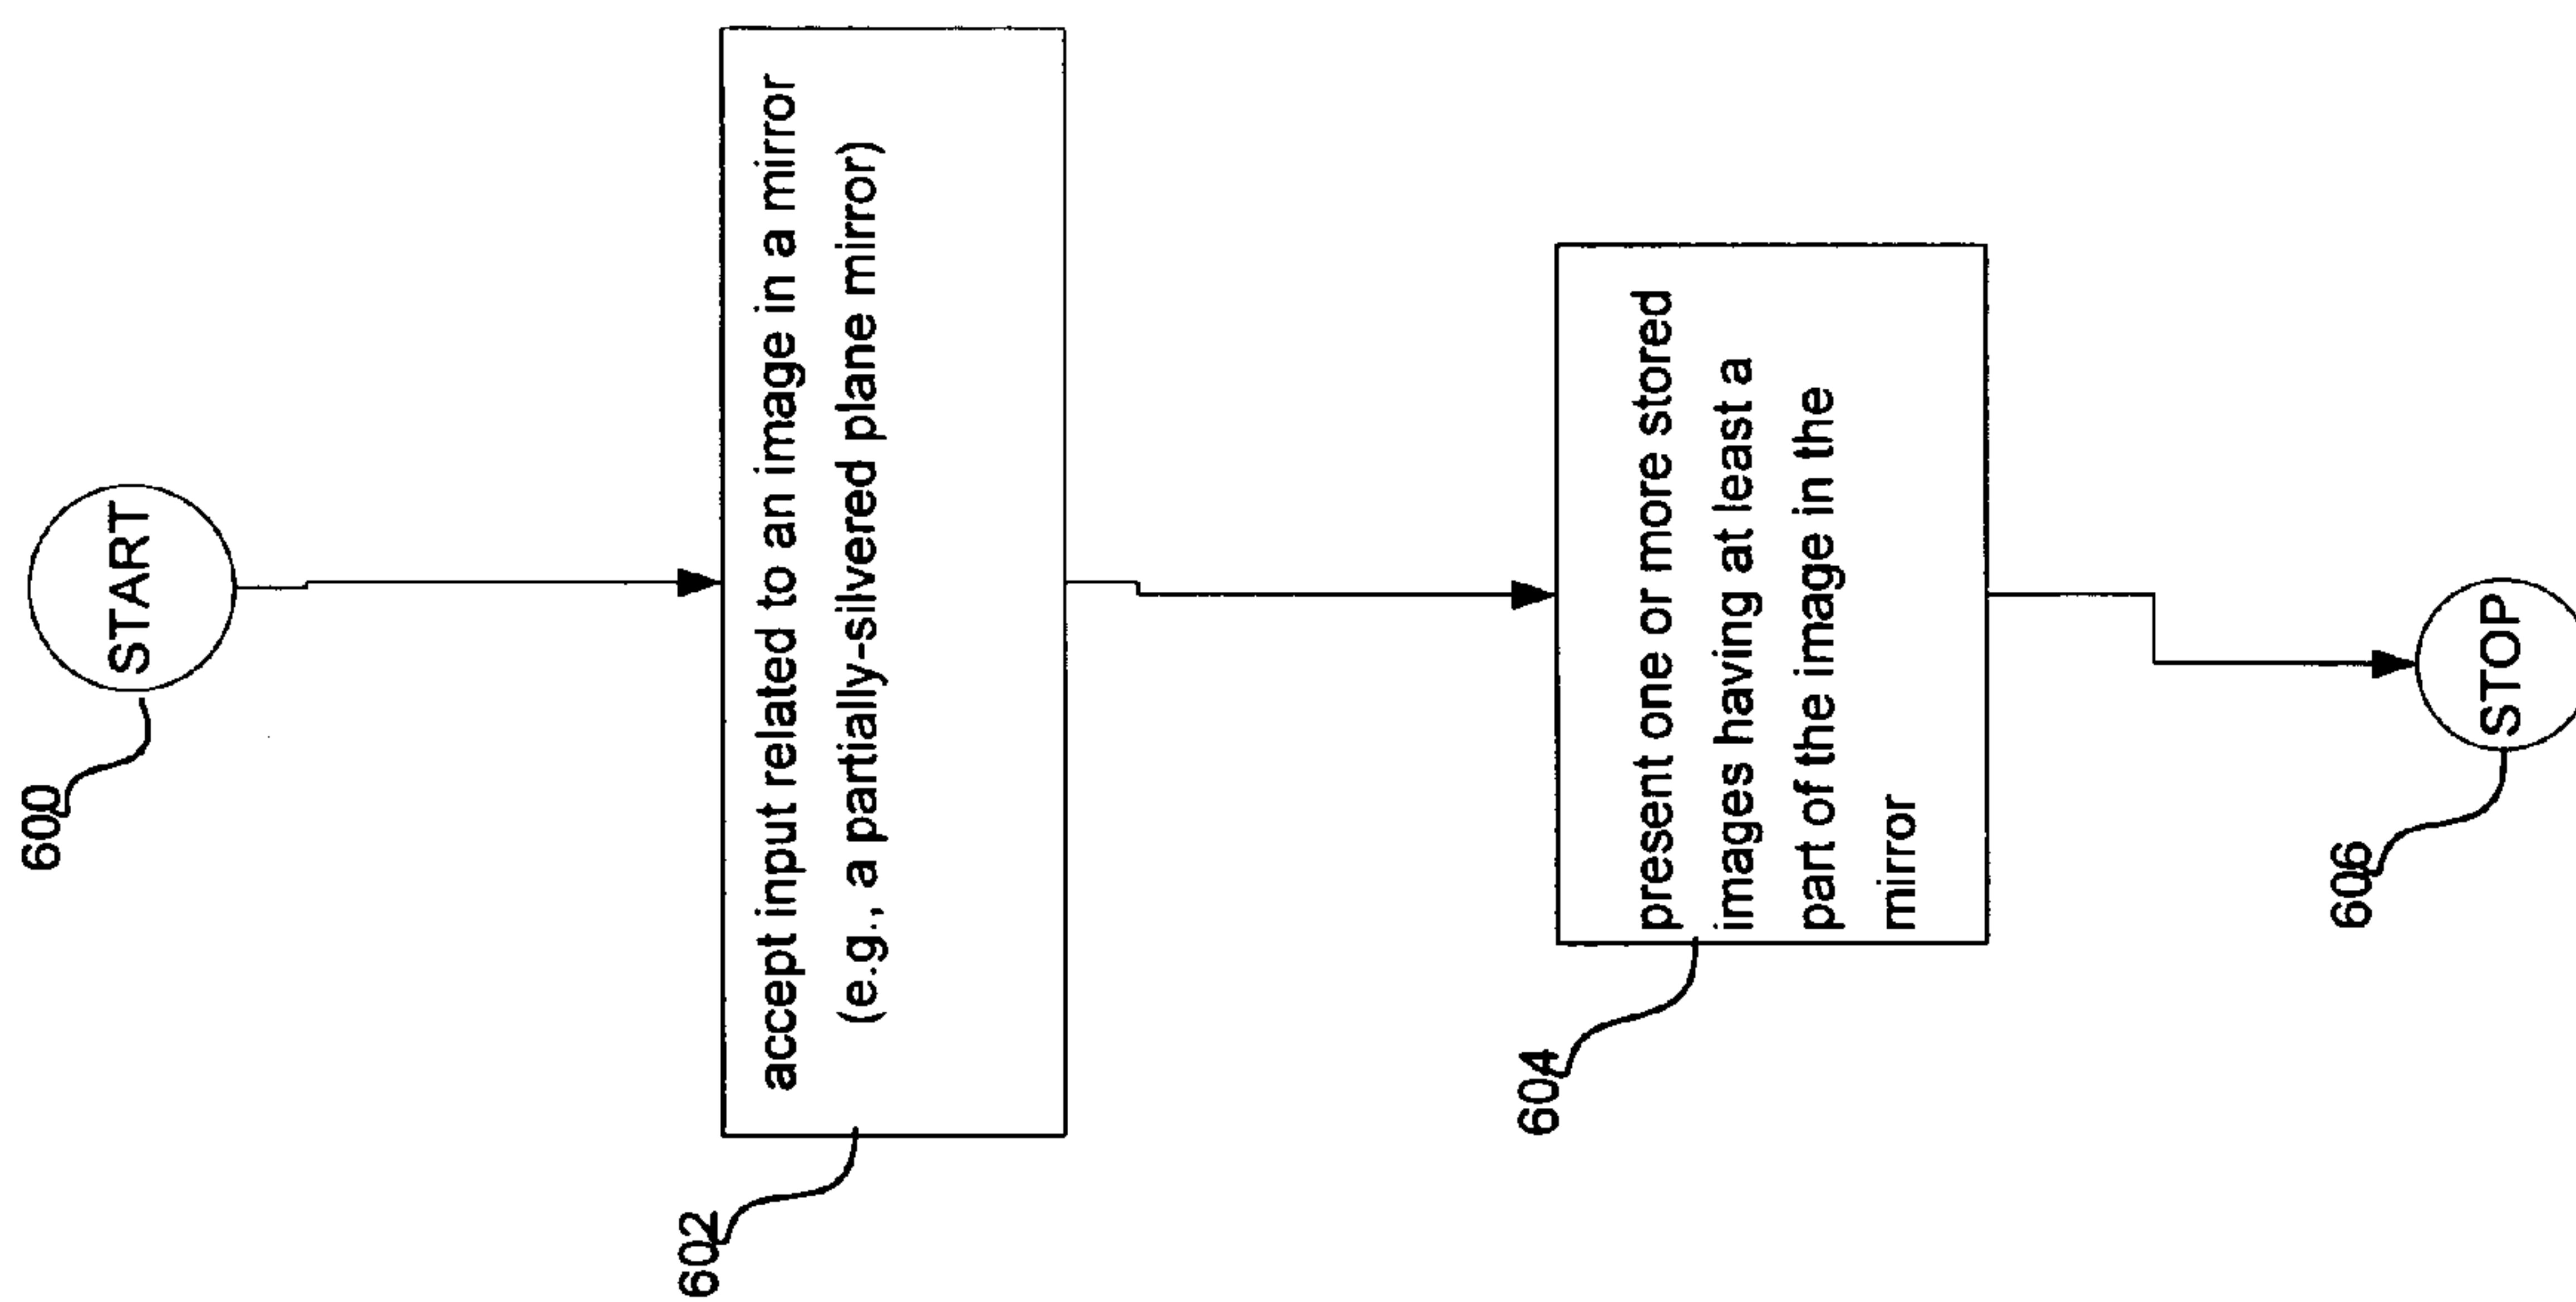 600
START
602
accept input related to an image in a mirror
(e.g., a partially-silvered plane mirror)
604
present one or more stored
images having at least a
part of the image in the
mirror
606
STOP